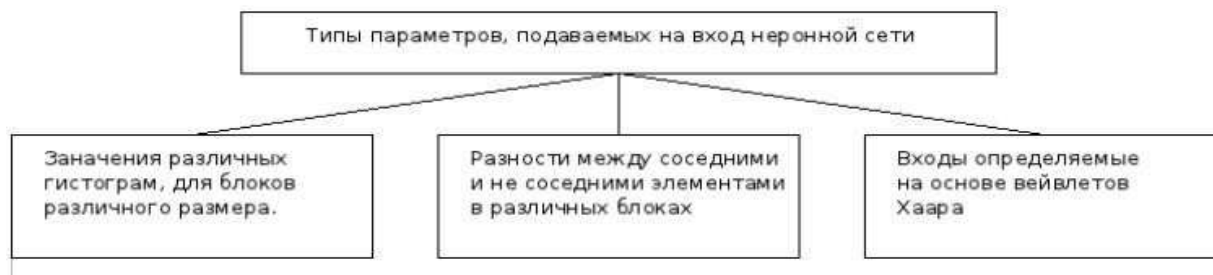 Типы параметров, подаваемых на вход неронной сети
Заначения различных
гистограм, для блоков
различного размера.
Разности между соседними
и не соседними элементами
в различных блоках
Входы определяемые
на основе вейвлетов
Хаара